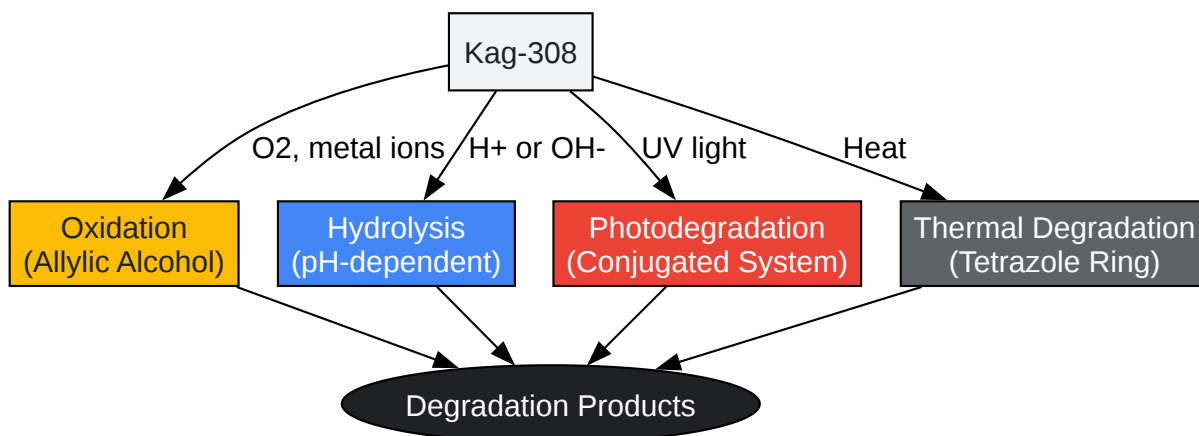 Kag-308
O2, metal ions
H+ or OH-
UV light
Heat
Oxidation
(Allylic Alcohol)
Hydrolysis
(pH-dependent)
Photodegradation
(Conjugated System)
Thermal Degradation
(Tetrazole Ring)
Degradation Products